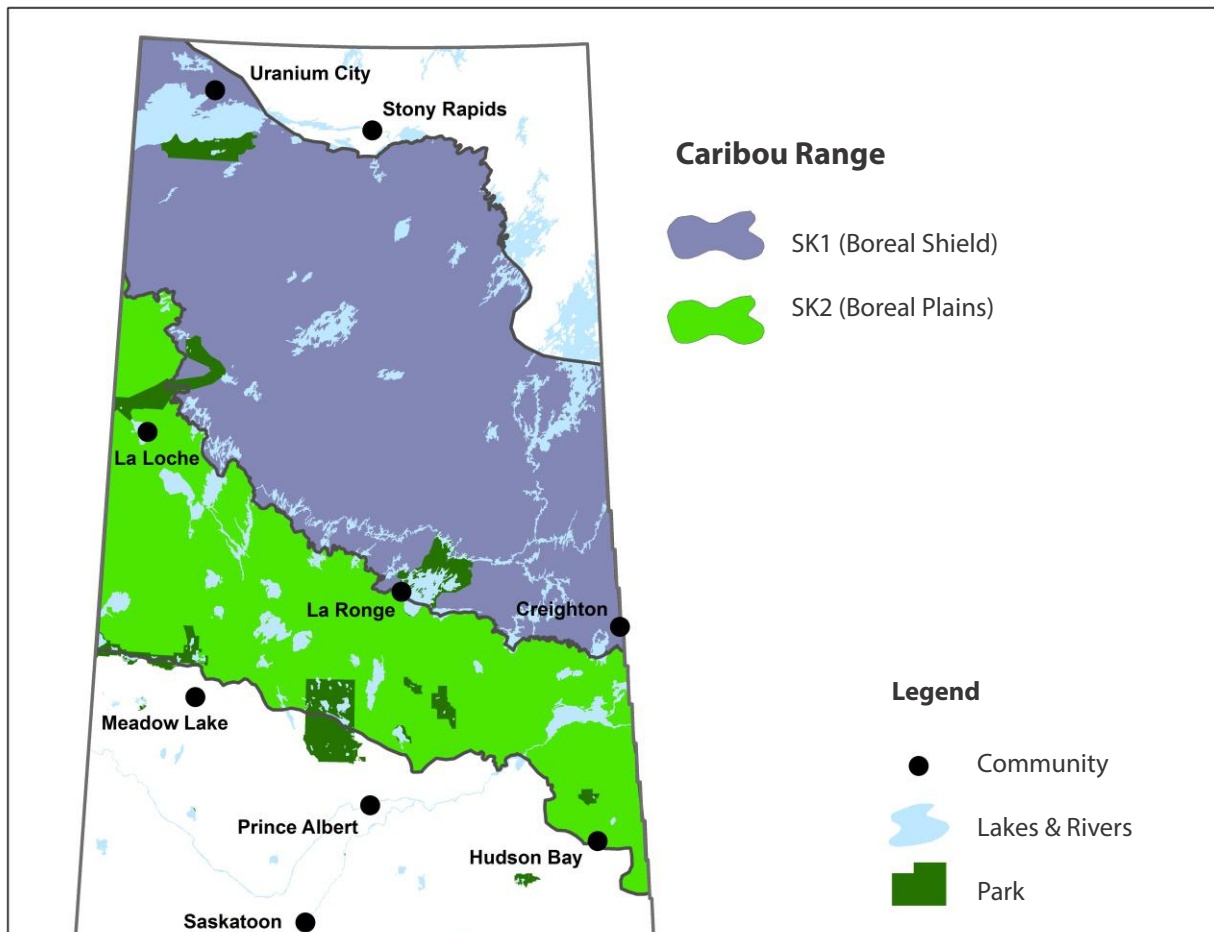 Uranium City
Stony Rapids
Caribou Range
SK1 (Boreal Shield)
SK2 (Boreal Plains)
La Loche
La Ronge
Creighton
Meadow Lake
Prince Albert
Hudson Bay
Saskatoon
Legend
Community
Lakes & Rivers
Park